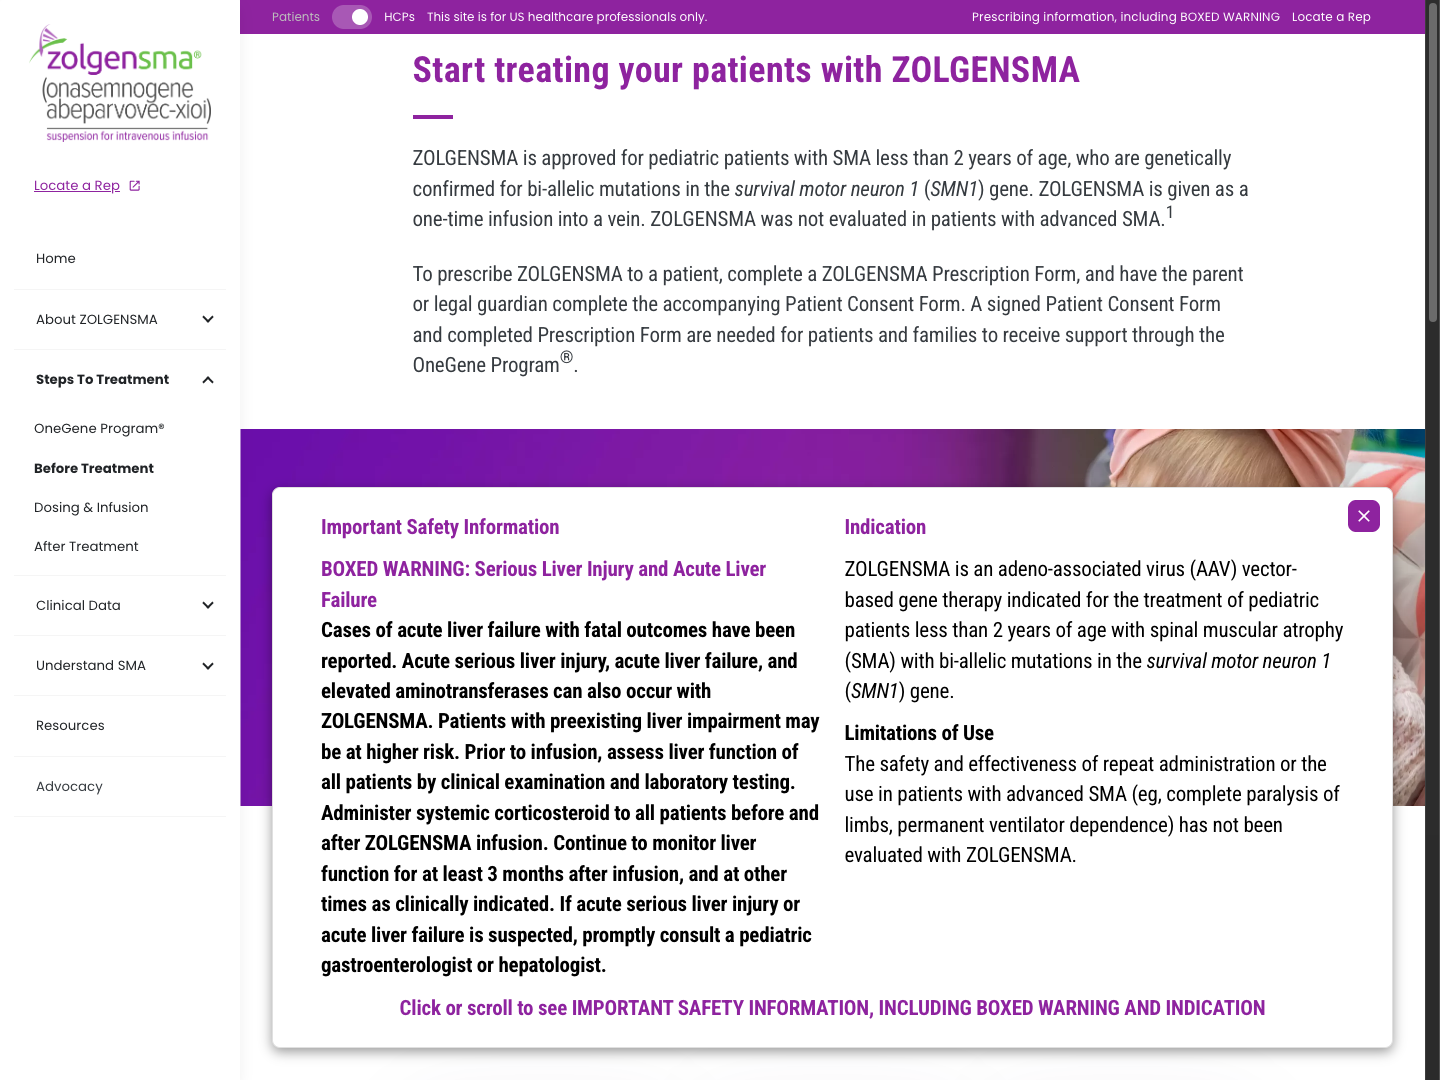 Patients
HCPs
This site is for US healthcare professionals only.
Prescribing information, including BOXED WARNING
Locate a Rep
zolgensma®
(onasemnogene
abeparvovec-xioi)
suspension for intravenous infusion
Locate a Rep
Home
About ZOLGENSMA
Steps To Treatment
OneGene Program®
Before Treatment
Dosing & Infusion
After Treatment
Clinical Data
Understand SMA
Resources
Advocacy
Start treating your patients with ZOLGENSMA
ZOLGENSMA is approved for pediatric patients with SMA less than 2 years of age, who are genetically
confirmed for bi-allelic mutations in the survival motor neuron 1 (SMN1) gene. ZOLGENSMA is given as a
one-time infusion into a vein. ZOLGENSMA was not evaluated in patients with advanced SMA.1
To prescribe ZOLGENSMA to a patient, complete a ZOLGENSMA Prescription Form, and have the parent
or legal guardian complete the accompanying Patient Consent Form. A signed Patient Consent Form
and completed Prescription Form are needed for patients and families to receive support through the
OneGene Program®.
Important Safety Information
BOXED WARNING: Serious Liver Injury and Acute Liver
Failure
Cases of acute liver failure with fatal outcomes have been
reported. Acute serious liver injury, acute liver failure, and
elevated aminotransferases can also occur with
ZOLGENSMA. Patients with preexisting liver impairment may
be at higher risk. Prior to infusion, assess liver function of
all patients by clinical examination and laboratory testing.
Administer systemic corticosteroid to all patients before and
after ZOLGENSMA infusion. Continue to monitor liver
function for at least 3 months after infusion, and at other
times as clinically indicated. If acute serious liver injury or
acute liver failure is suspected, promptly consult a pediatric
gastroenterologist or hepatologist.
Indication
ZOLGENSMA is an adeno-associated virus (AAV) vector-
based gene therapy indicated for the treatment of pediatric
patients less than 2 years of age with spinal muscular atrophy
(SMA) with bi-allelic mutations in the survival motor neuron 1
(SMN1) gene.
Limitations of Use
The safety and effectiveness of repeat administration or the
use in patients with advanced SMA (eg, complete paralysis of
limbs, permanent ventilator dependence) has not been
evaluated with ZOLGENSMA.
Click or scroll to see IMPORTANT SAFETY INFORMATION, INCLUDING BOXED WARNING AND INDICATION